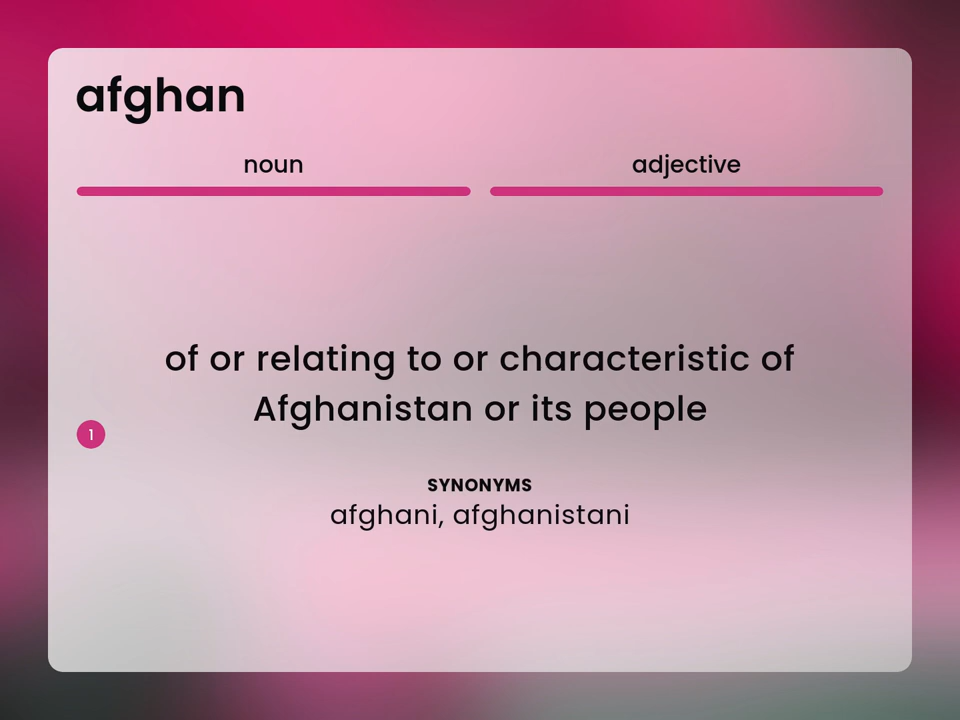 afghan
noun
adjective
of or relating to or characteristic of
Afghanistan or its people
1
SYNONYMS
afghani, afghanistani